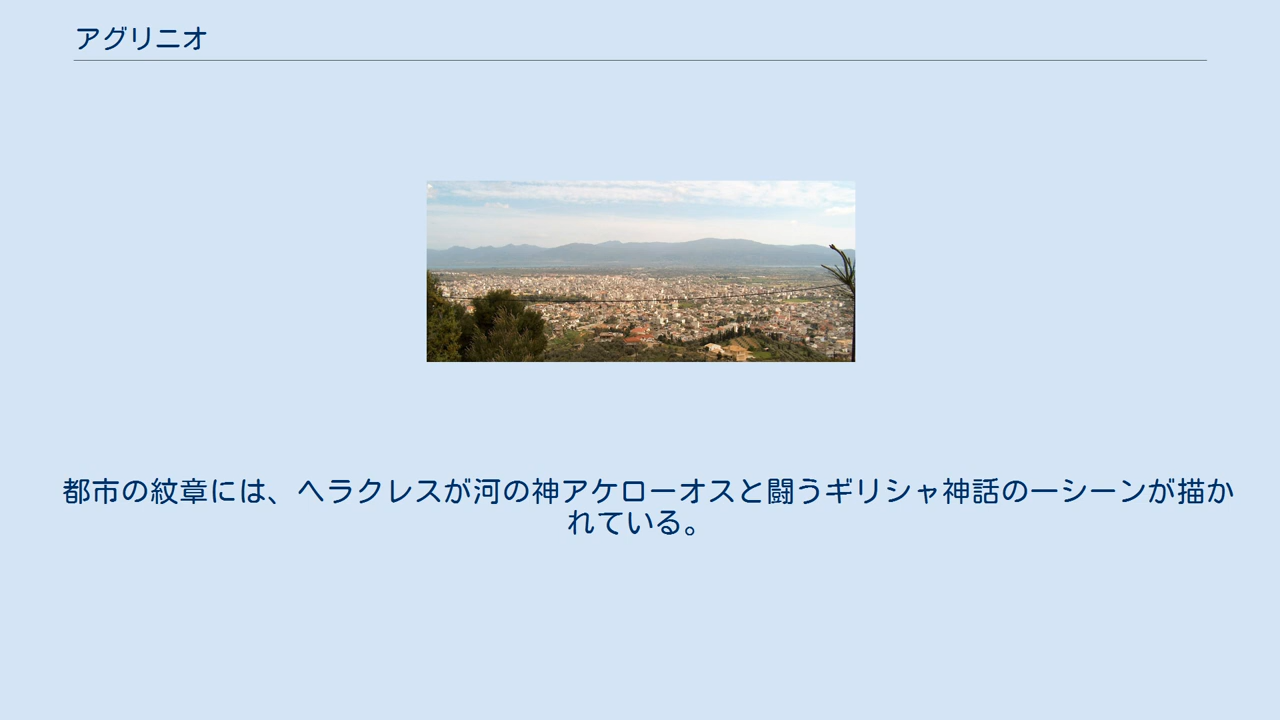 アグリニオ
都市の紋章には、ヘラクレスが河の神アケローオスと闘うギリシャ神話の一シーンが描か
れている。